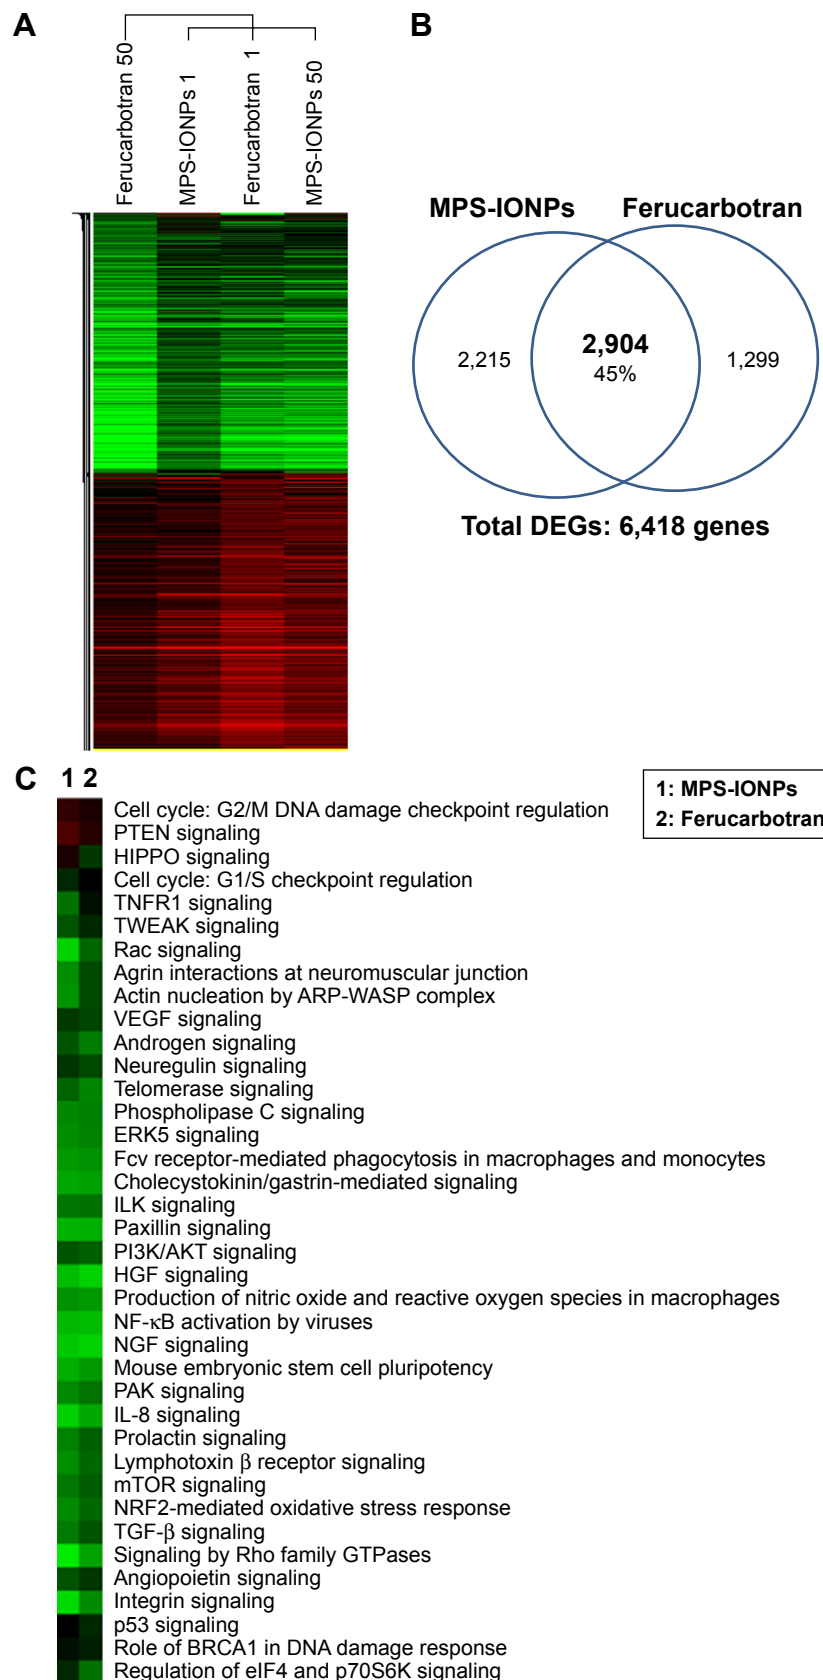 A
B
Ferucarbotran 50
MPS-IONPs 1
Ferucarbotran 1
MPS-IONPs 50
MPS-IONPs
Ferucarbotran
2,215
2,904
45%
1,299
Total DEGs: 6,418 genes
C
1 2
1: MPS-IONPs
2: Ferucarbotran
Cell cycle: G2/M DNA damage checkpoint regulation
PTEN signaling
HIPPO signaling
Cell cycle: G1/S checkpoint regulation
TNFR1 signaling
TWEAK signaling
Rac signaling
Agrin interactions at neuromuscular junction
Actin nucleation by ARP-WASP complex
VEGF signaling
Androgen signaling
Neuregulin signaling
Telomerase signaling
Phospholipase C signaling
ERK5 signaling
Fcv receptor-mediated phagocytosis in macrophages and monocytes
Cholecystokinin/gastrin-mediated signaling
ILK signaling
Paxillin signaling
PI3K/AKT signaling
HGF signaling
Production of nitric oxide and reactive oxygen species in macrophages
NF-κB activation by viruses
NGF signaling
Mouse embryonic stem cell pluripotency
PAK signaling
IL-8 signaling
Prolactin signaling
Lymphotoxin β receptor signaling
mTOR signaling
NRF2-mediated oxidative stress response
TGF-β signaling
Signaling by Rho family GTPases
Angiopoietin signaling
Integrin signaling
p53 signaling
Role of BRCA1 in DNA damage response
Regulation of eIF4 and p70S6K signaling